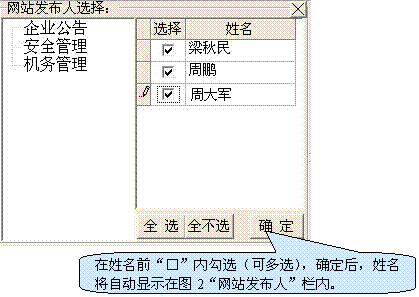 网站发布人选择：
企业公告
安全管理
机务管理
选择 姓名
梁秋民
周鹏
周大军
全 选 全不选 确 定
在姓名前“口”内勾选（可多选），确定后，姓名
将自动显示在图 2“网站发布人”栏内。